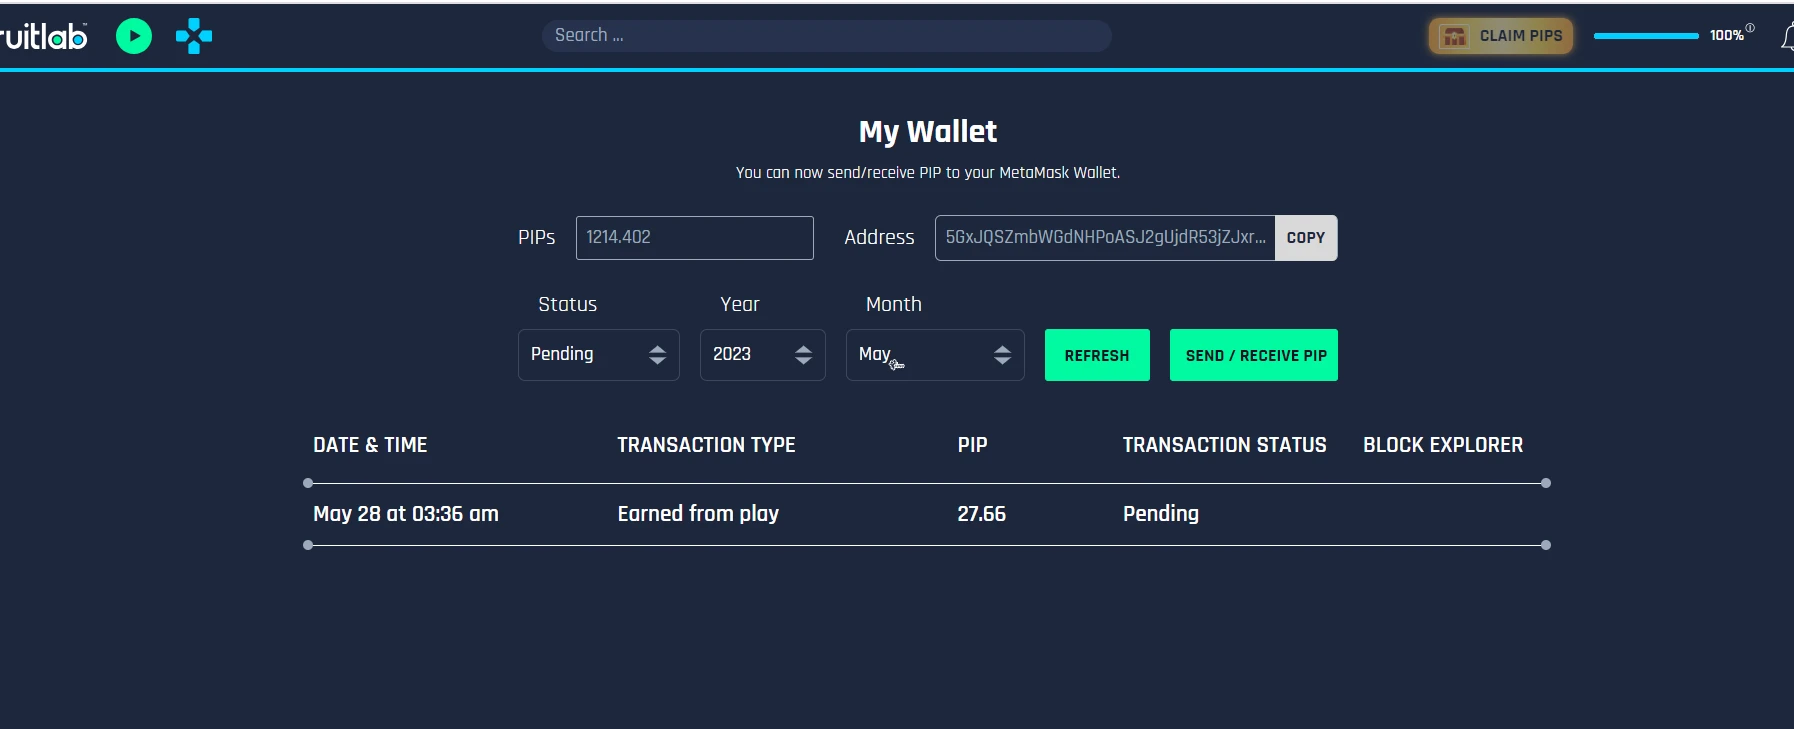 ruitlab™
Search ...
CLAIM PIPS
100%
My Wallet
You can now send/receive PIP to your MetaMask Wallet.
PIPs 1214.402 Address 5GxJQSZmbWGdNHPoASJ2gUjdR53jZJxr... COPY
Status Year Month
Pending 2023 May REFRESH SEND / RECEIVE PIP
DATE & TIME TRANSACTION TYPE PIP TRANSACTION STATUS BLOCK EXPLORER
May 28 at 03:36 am Earned from play 27.66 Pending